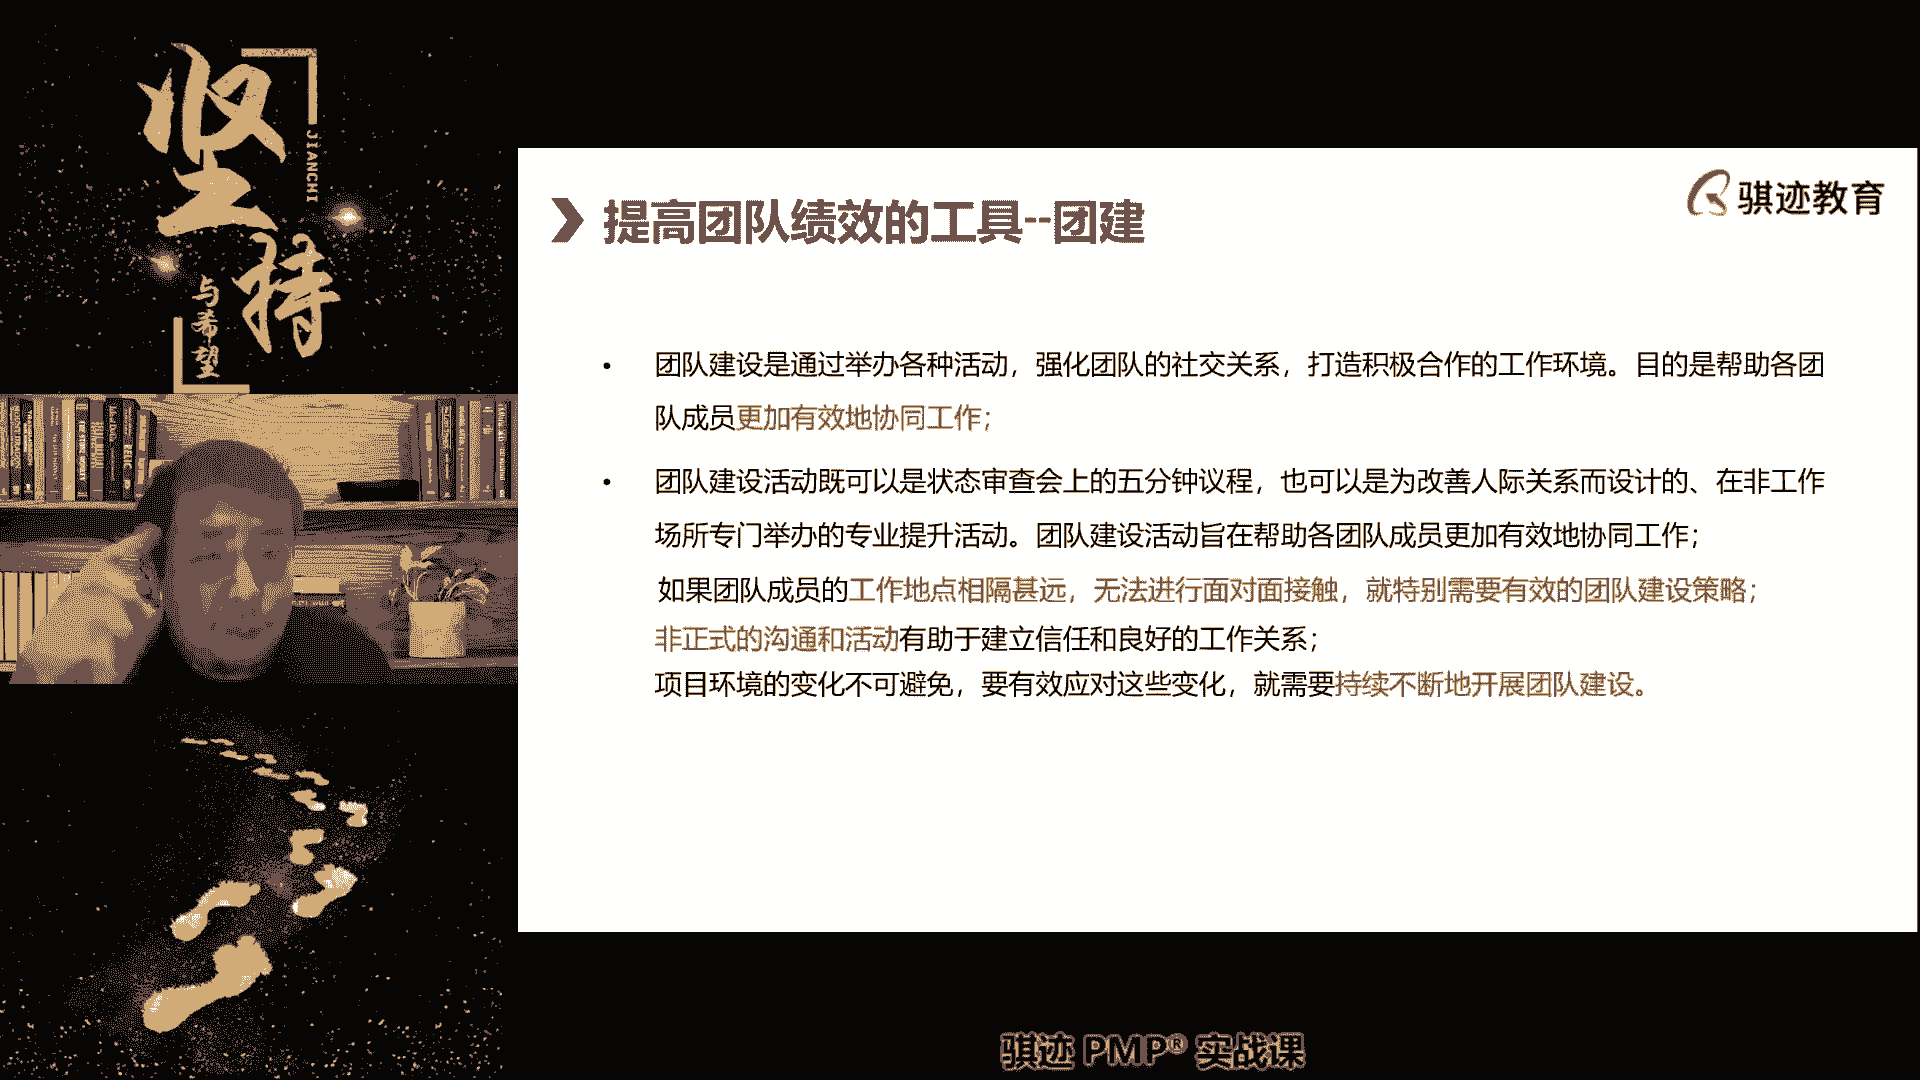 坚持
JIANCHI
与希望
骐迹教育
提高团队绩效的工具--团建
• 团队建设是通过举办各种活动，强化团队的社交关系，打造积极合作的工作环境。目的是帮助各团
队成员更加有效地协同工作；
• 团队建设活动既可以是状态审查会上的五分钟议程，也可以是为改善人际关系而设计的、在非工作
场所专门举办的专业提升活动。团队建设活动旨在帮助各团队成员更加有效地协同工作；
如果团队成员的工作地点相隔甚远，无法进行面对面接触，就特别需要有效的团队建设策略；
非正式的沟通和活动有助于建立信任和良好的工作关系；
项目环境的变化不可避免，要有效应对这些变化，就需要持续不断地开展团队建设。
骐迹 PMP® 实战课